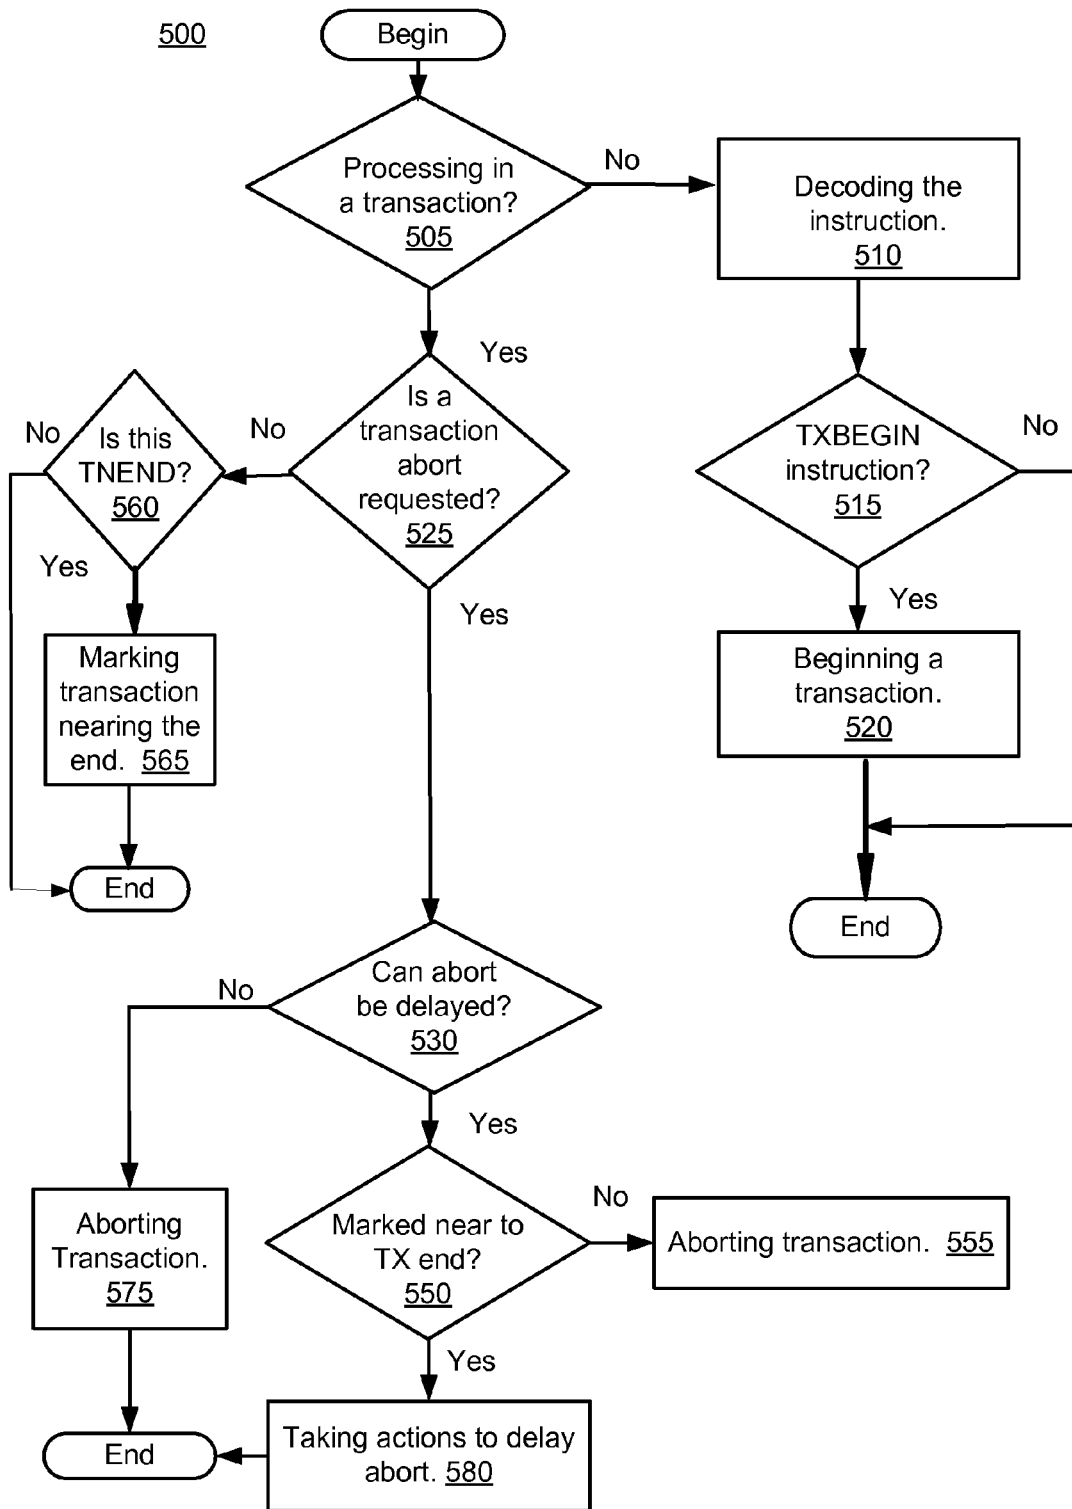 500
Begin
Processing in
a transaction?
505
No
Decoding the
instruction.
510
Yes
Is a
transaction
abort
requested?
525
No
Is this
TNEND?
560
No
TXBEGIN
instruction?
515
No
Yes
Yes
Yes
Marking
transaction
nearing the
end. 565
Beginning a
transaction.
520
End
End
Can abort
be delayed?
530
No
Yes
Aborting
Transaction.
575
Marked near to
TX end?
550
No
Aborting transaction. 555
Yes
Taking actions to delay
abort. 580
End